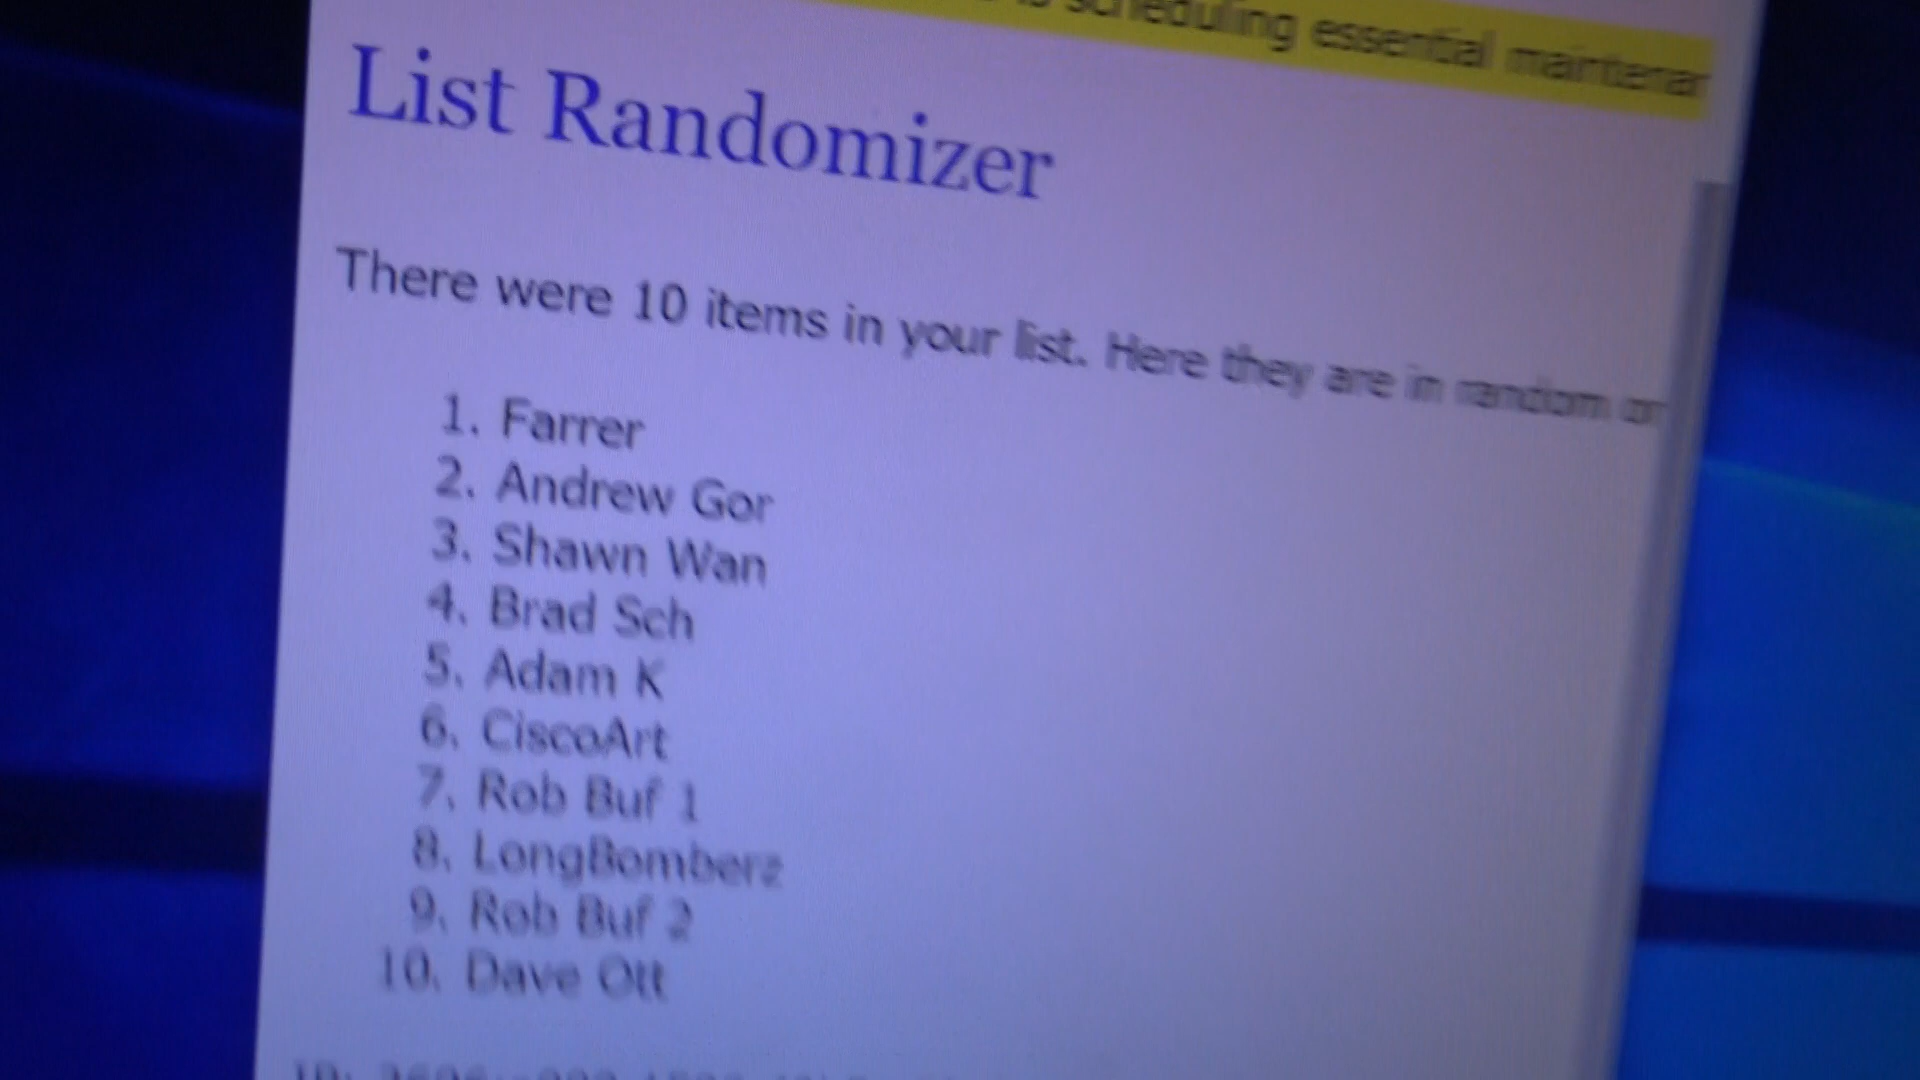 scheduling essential maintenan
List Randomizer
There were 10 items in your list. Here they are in random or
1. Farrer
2. Andrew Gor
3. Shawn Wan
4. Brad Sch
5. Adam K
6. CiscoArt
7. Rob Buf 1
8. LongBomberz
9. Rob Buf 2
10. Dave Ott